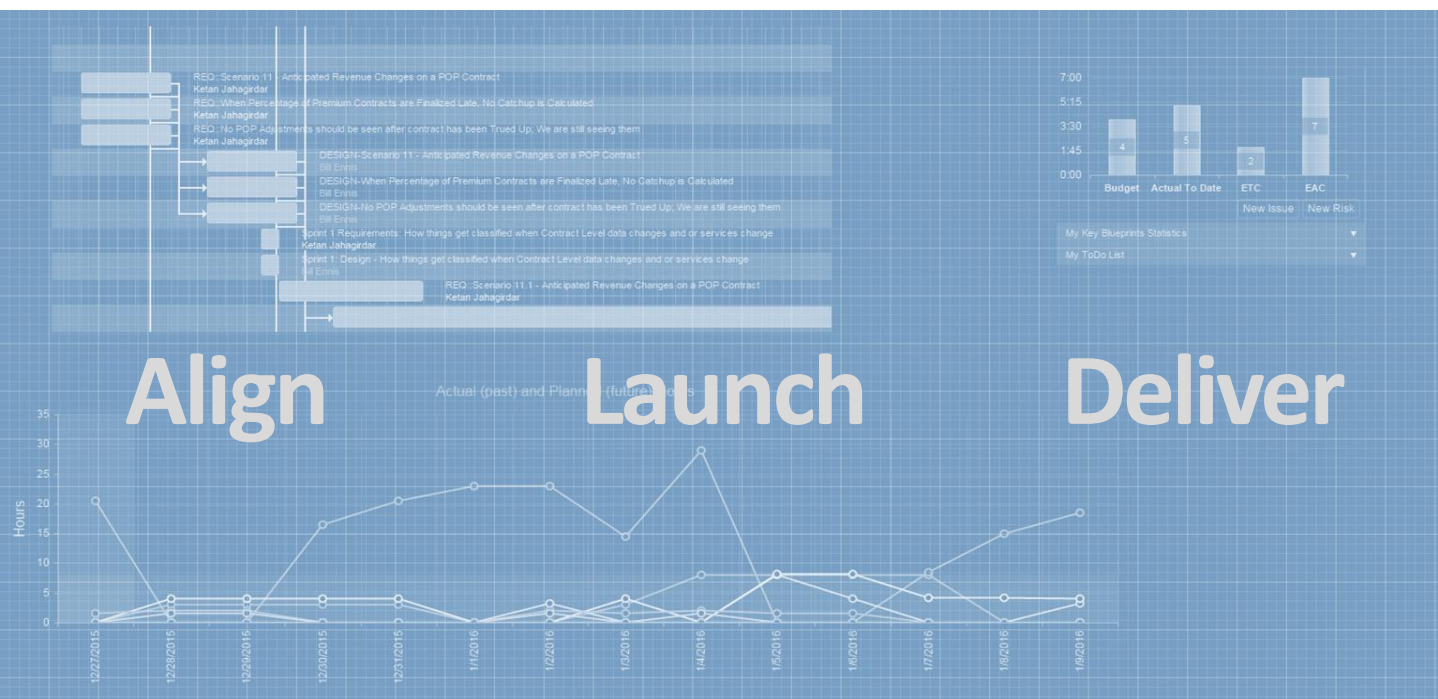 REQ::Scenario 11 - Anticipated Revenue Changes on a POP Contract
Ketan Jahagirdar
REQ::When Percentage of Premium Contracts are Finalized Late, No Catchup is Calculated
Ketan Jahagirdar
REQ::No POP Adjustments should be seen after contract has been Trued Up; We are still seeing them
Ketan Jahagirdar
DESIGN-Scenario 11 - Anticipated Revenue Changes on a POP Contract
Bill Ennis
DESIGN-When Percentage of Premium Contracts are Finalized Late, No Catchup is Calculated
Bill Ennis
DESIGN-No POP Adjustments should be seen after contract has been Trued Up; We are still seeing them
Bill Ennis
Sprint 1 Requirements: How things get classified when Contract Level data changes and or services change
Ketan Jahagirdar
Sprint 1: Design - How things get classified when Contract Level data changes and or services change
Bill Ennis
REQ::Scenario 11.1 - Anticipated Revenue Changes on a POP Contract
Ketan Jahagirdar
7:00
5:15
3:30
1:45
0:00
4
5
2
7
Budget Actual To Date ETC EAC
New Issue New Risk
My Key Blueprints Statistics
My ToDo List
Align Launch Deliver
Actual (past) and Planned (future)
Hours
35
30
25
20
15
10
5
0
12/27/2015
12/28/2015
12/29/2015
12/30/2015
12/31/2015
1/1/2016
1/2/2016
1/3/2016
1/4/2016
1/5/2016
1/6/2016
1/7/2016
1/8/2016
1/9/2016